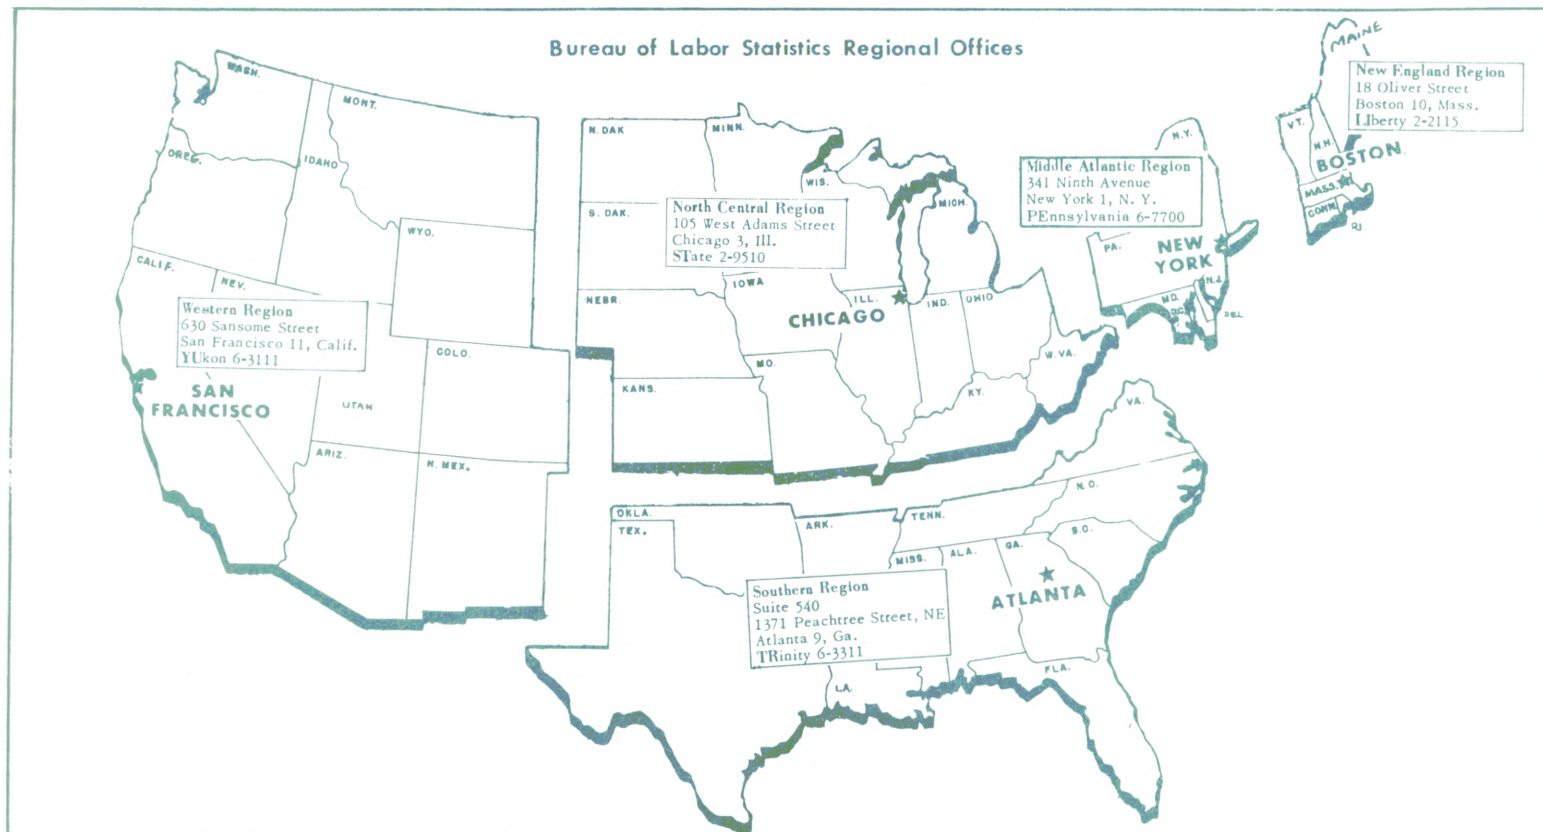 Bureau of Labor Statistics Regional Offices
MAINE
New England Region
18 Oliver Street
Boston 10, Mass.
LIberty 2-2115
VT.
N.H.
BOSTON
MASS.
CONN.
RI
Middle Atlantic Region
341 Ninth Avenue
New York 1, N. Y.
PEnnsylvania 6-7700
N.Y.
PA.
NEW
YORK
N.J.
MD.
D.C.
DEL
North Central Region
105 West Adams Street
Chicago 3, Ill.
STate 2-9510
N. DAK
MINN.
S. DAK.
WIS.
MICH.
NEBR.
IOWA
ILL.
IND.
OHIO
CHICAGO
KANS.
MO.
KY.
W. VA.
WASH.
MONT.
OREG.
IDAHO
WYO.
CALIF.
NEV.
Western Region
630 Sansome Street
San Francisco 11, Calif.
YUkon 6-3111
COLO.
SAN
FRANCISCO
UTAH
ARIZ.
N. MEX.
VA.
N.C.
S.C.
OKLA.
TEX.
ARK.
TENN.
MISS.
ALA.
GA.
ATLANTA
Southern Region
Suite 540
1371 Peachtree Street, NE
Atlanta 9, Ga.
TRinity 6-3311
LA.
FLA.